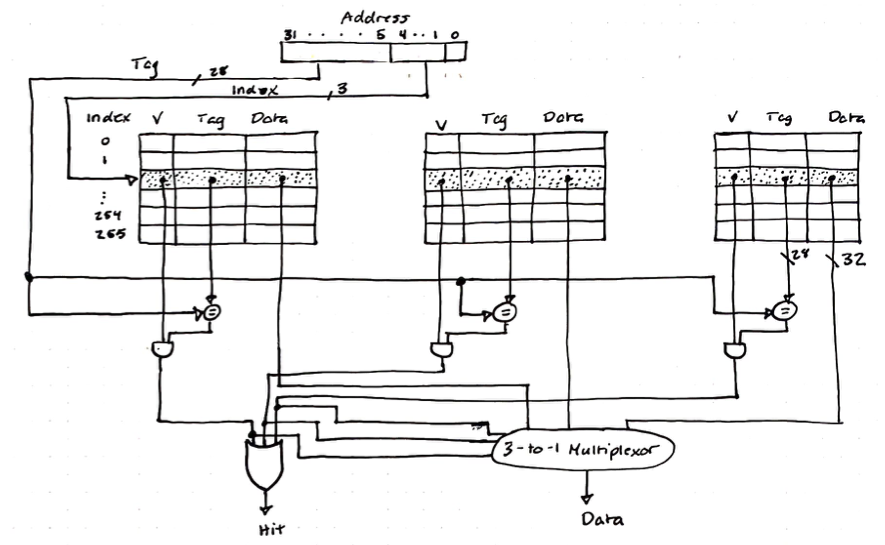 Address
31 . . . . . 5 4 . . 1 0
Tag
28
Index
3
Index V Tag Data
V Tag Data
V Tag Data
0
1
:
254
255
28
32
=
=
=
3-to-1 Multiplexor
Hit
Data